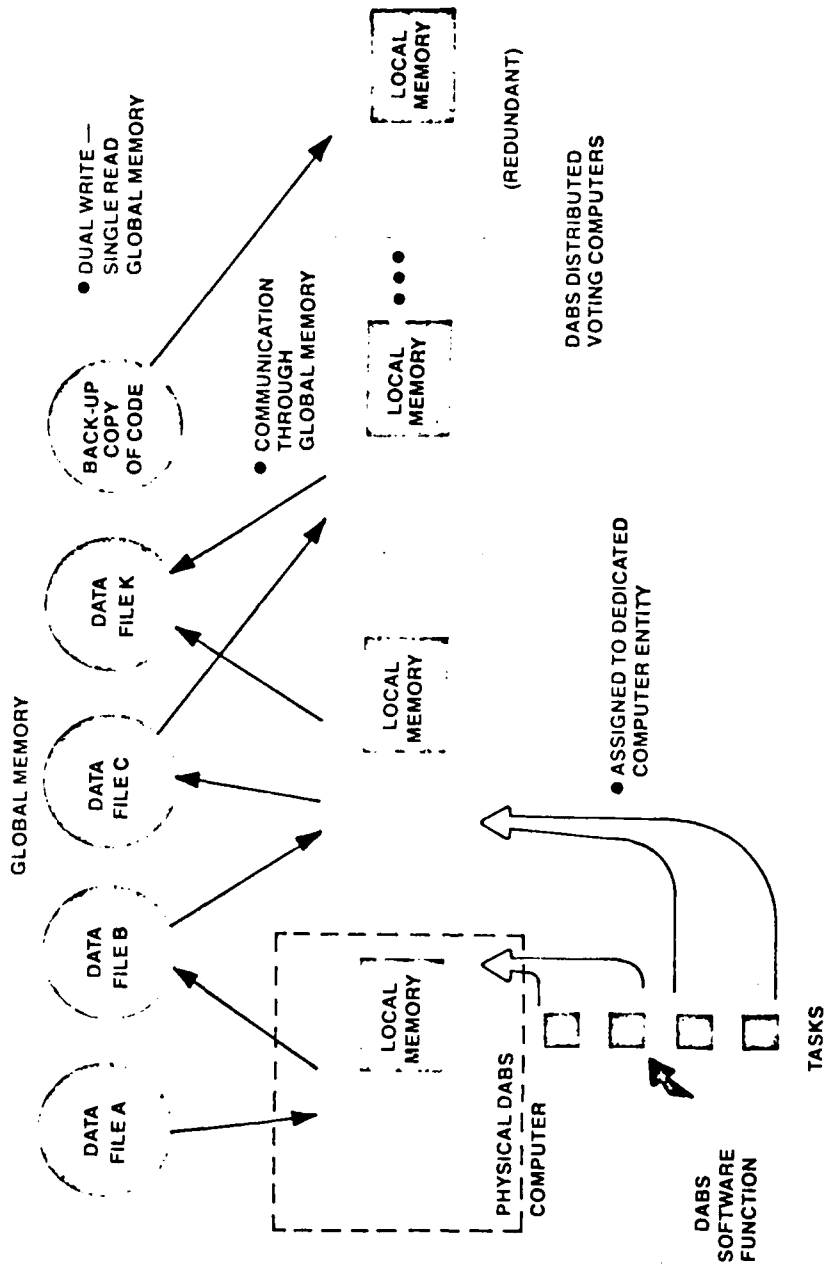 GLOBAL MEMORY
DATA
FILE A
DATA
FILE B
DATA
FILE C
DATA
FILE K
BACK-UP
COPY
OF CODE
● DUAL WRITE —
SINGLE READ
GLOBAL MEMORY
● COMMUNICATION
THROUGH
GLOBAL MEMORY
LOCAL
MEMORY
LOCAL
MEMORY
LOCAL
MEMORY
● ● ●
LOCAL
MEMORY
(REDUNDANT)
PHYSICAL DABS
COMPUTER
● ASSIGNED TO DEDICATED
COMPUTER ENTITY
DABS DISTRIBUTED
VOTING COMPUTERS
DABS
SOFTWARE
FUNCTION
TASKS